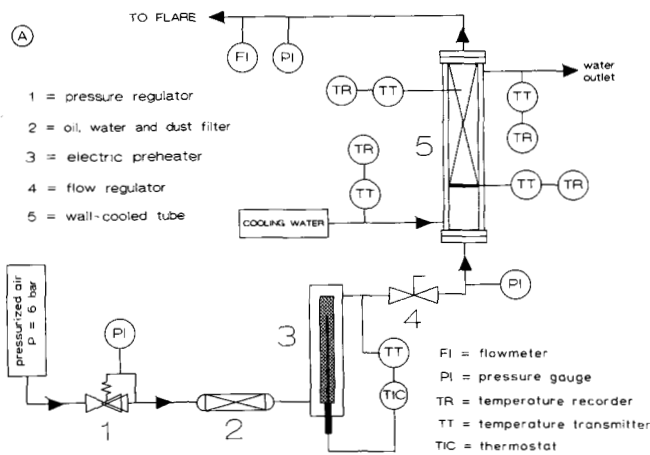 TO FLARE
A
FI
PI
1 = pressure regulator
2 = oil, water and dust filter
3 = electric preheater
4 = flow regulator
5 = wall-cooled tube
TR
TT
5
water
outlet
TT
TR
TR
TT
TT
TR
COOLING WATER
pressurized air
P = 6 bar
PI
1
2
3
4
PI
TT
TIC
FI = flowmeter
PI = pressure gauge
TR = temperature recorder
TT = temperature transmitter
TIC = thermostat